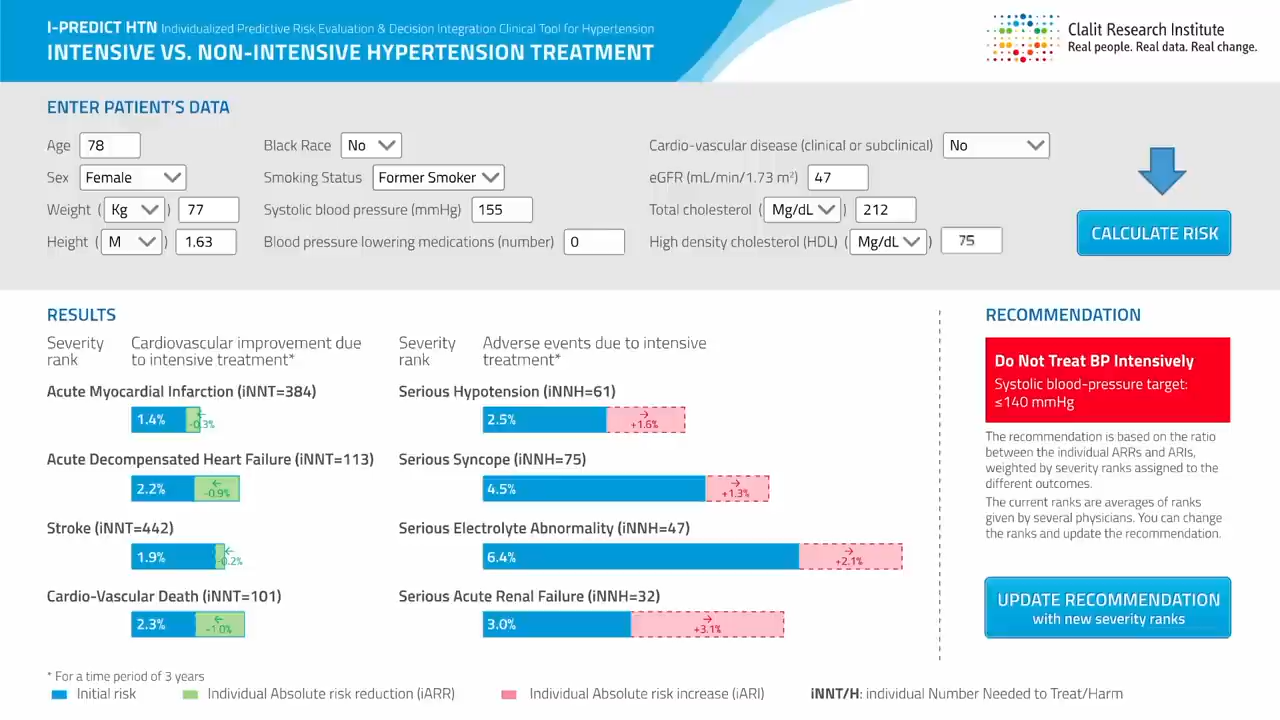 I-PREDICT HTN Individualized Predictive Risk Evaluation & Decision Integration Clinical Tool for Hypertension
INTENSIVE VS. NON-INTENSIVE HYPERTENSION TREATMENT
Clalit Research Institute
Real people. Real data. Real change.
ENTER PATIENT'S DATA
Age 78
Sex Female
Weight ( Kg ) 77
Height ( M ) 1.63
Black Race No
Smoking Status Former Smoker
Systolic blood pressure (mmHg) 155
Blood pressure lowering medications (number) 0
Cardio-vascular disease (clinical or subclinical) No
eGFR (mL/min/1.73 m²) 47
Total cholesterol ( Mg/dL ) 212
High density cholesterol (HDL) ( Mg/dL ) 75
CALCULATE RISK
RESULTS
Severity
rank
Cardiovascular improvement due
to intensive treatment*
Acute Myocardial Infarction (iNNT=384)
1.4% -0.3%
Acute Decompensated Heart Failure (iNNT=113)
2.2% -0.9%
Stroke (iNNT=442)
1.9% -0.2%
Cardio-Vascular Death (iNNT=101)
2.3% -1.0%
Severity
rank
Adverse events due to intensive
treatment*
Serious Hypotension (iNNH=61)
2.5% +1.6%
Serious Syncope (iNNH=75)
4.5% +1.3%
Serious Electrolyte Abnormality (iNNH=47)
6.4% +2.1%
Serious Acute Renal Failure (iNNH=32)
3.0% +3.1%
RECOMMENDATION
Do Not Treat BP Intensively
Systolic blood-pressure target:
≤140 mmHg
The recommendation is based on the ratio
between the individual ARRs and ARIs,
weighted by severity ranks assigned to the
different outcomes.
The current ranks are averages of ranks
given by several physicians. You can change
the ranks and update the recommendation.
UPDATE RECOMMENDATION
with new severity ranks
* For a time period of 3 years
Initial risk
Individual Absolute risk reduction (iARR)
Individual Absolute risk increase (iARI)
iNNT/H: individual Number Needed to Treat/Harm